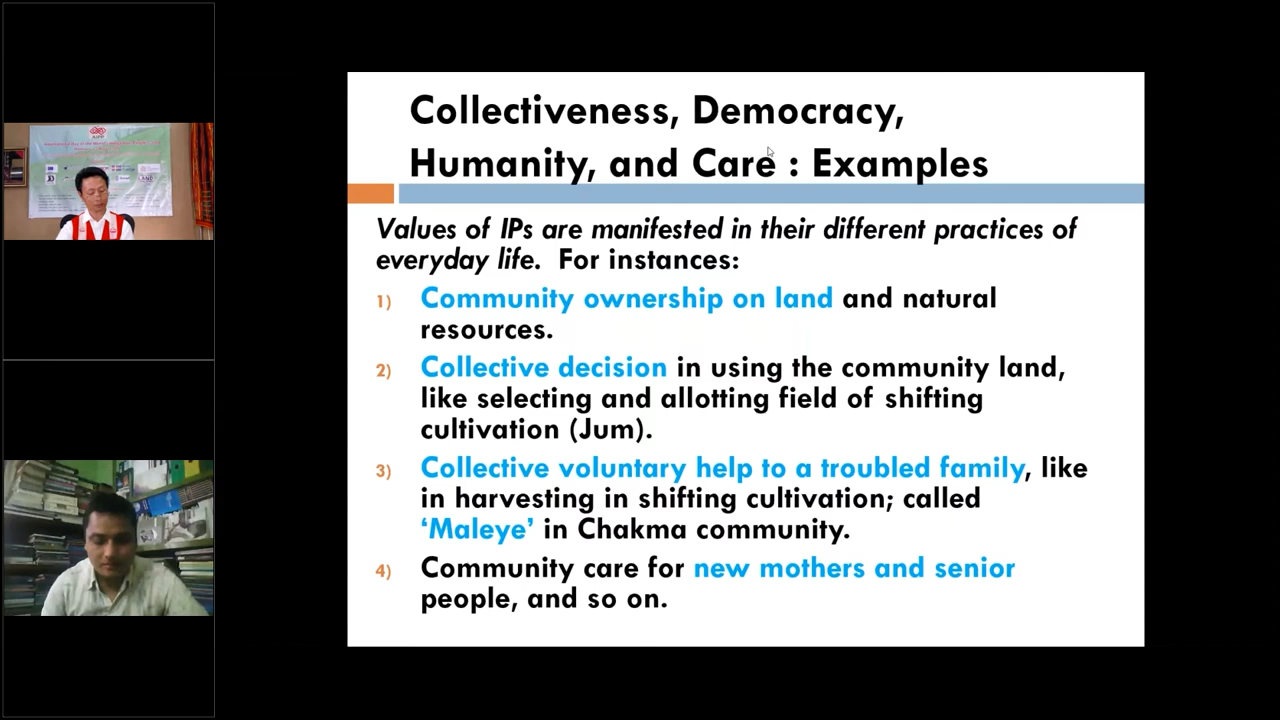 Collectiveness, Democracy,
Humanity, and Care : Examples
Values of IPs are manifested in their different practices of
everyday life. For instances:
1) Community ownership on land and natural
resources.
2) Collective decision in using the community land,
like selecting and allotting field of shifting
cultivation (Jum).
3) Collective voluntary help to a troubled family, like
in harvesting in shifting cultivation; called
‘Maleye’ in Chakma community.
4) Community care for new mothers and senior
people, and so on.
AIPP